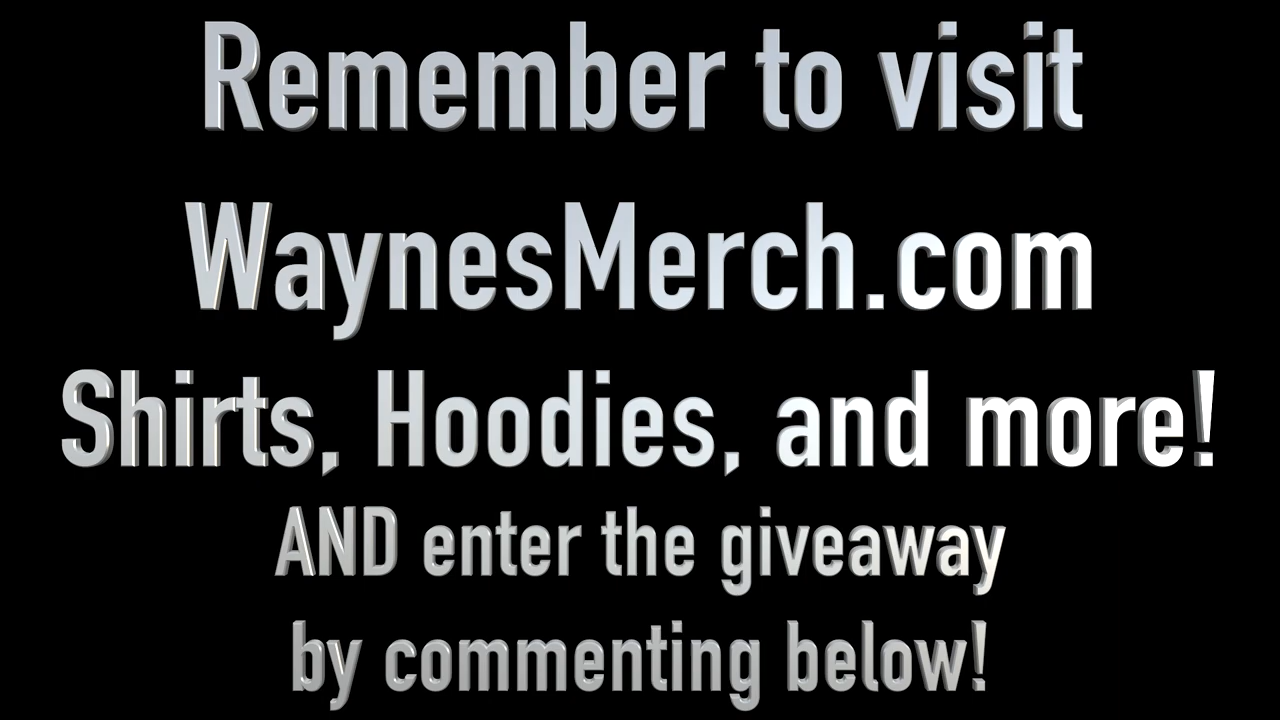 Remember to visit
WaynesMerch.com
Shirts, Hoodies, and more!
AND enter the giveaway
by commenting below!